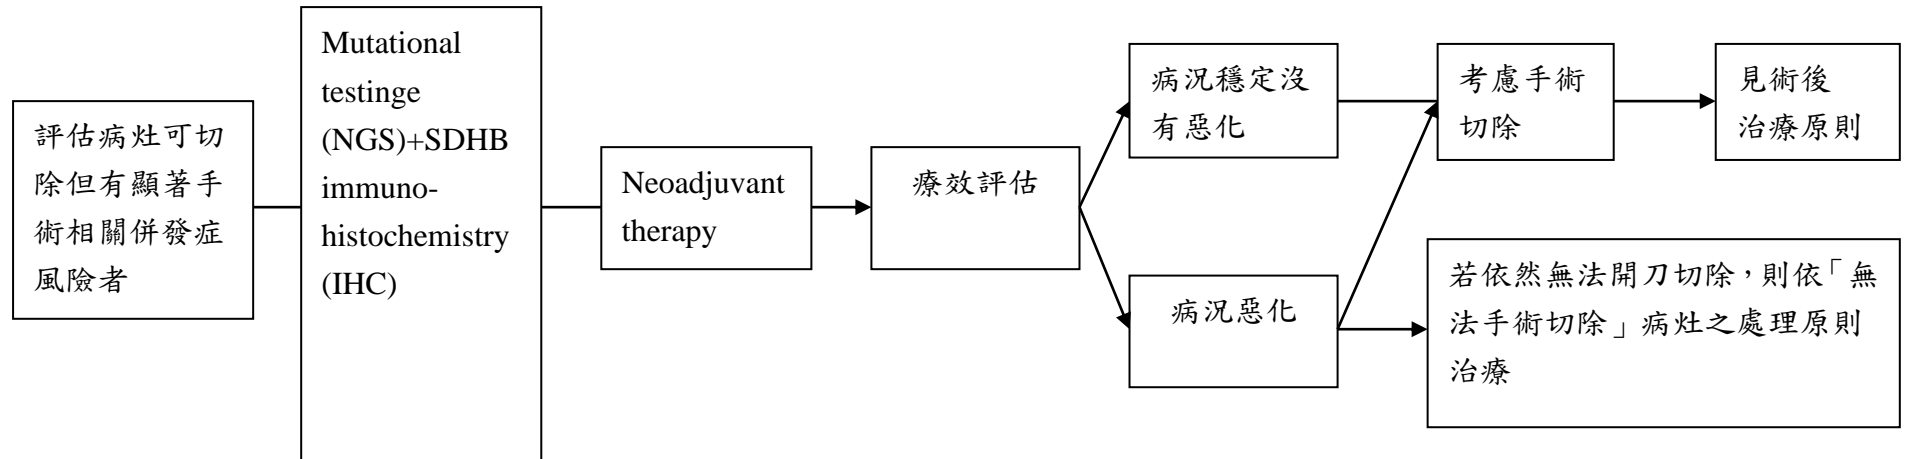 評估病灶可切
除但有顯著手
術相關併發症
風險者
Mutational
testinge
(NGS)+SDHB
immuno-
histochemistry
(IHC)
Neoadjuvant
therapy
療效評估
病況穩定沒
有惡化
病況惡化
考慮手術
切除
見術後
治療原則
若依然無法開刀切除，則依「無
法手術切除」病灶之處理原則
治療